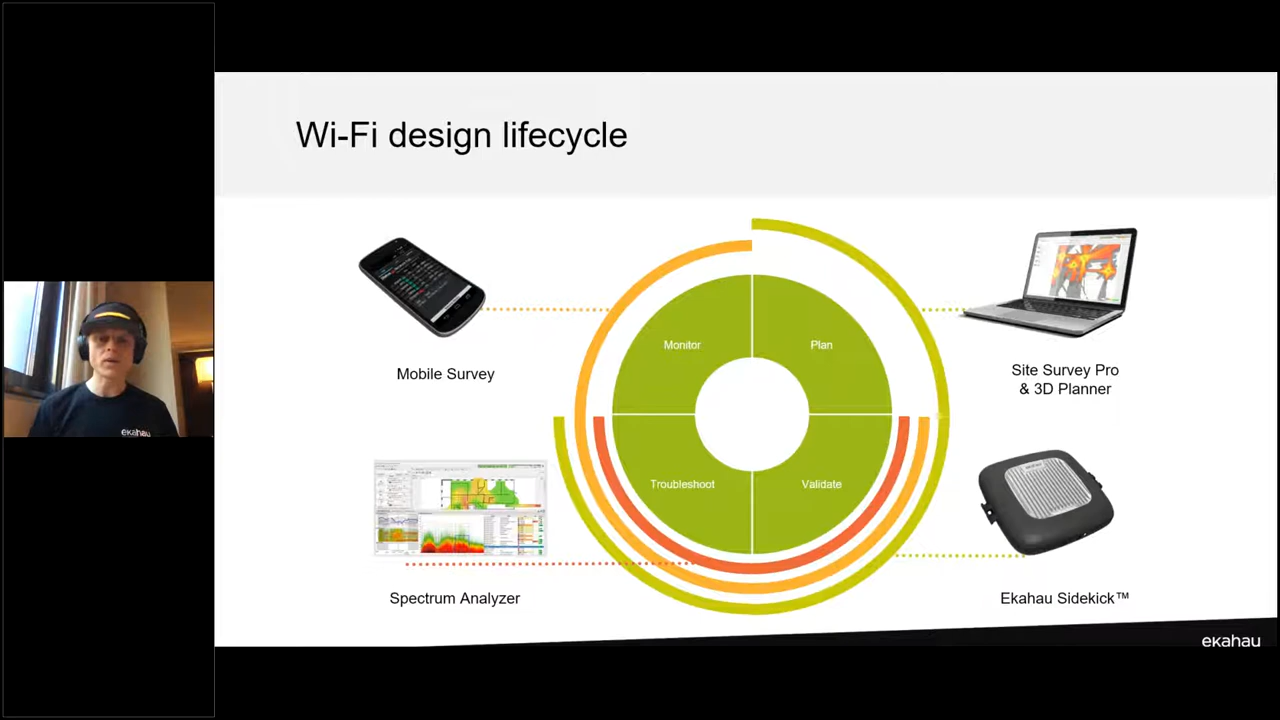 Wi-Fi design lifecycle
Mobile Survey
Monitor
Plan
Site Survey Pro
& 3D Planner
Troubleshoot
Validate
Spectrum Analyzer
Ekahau Sidekick™
ekahau
ekahau